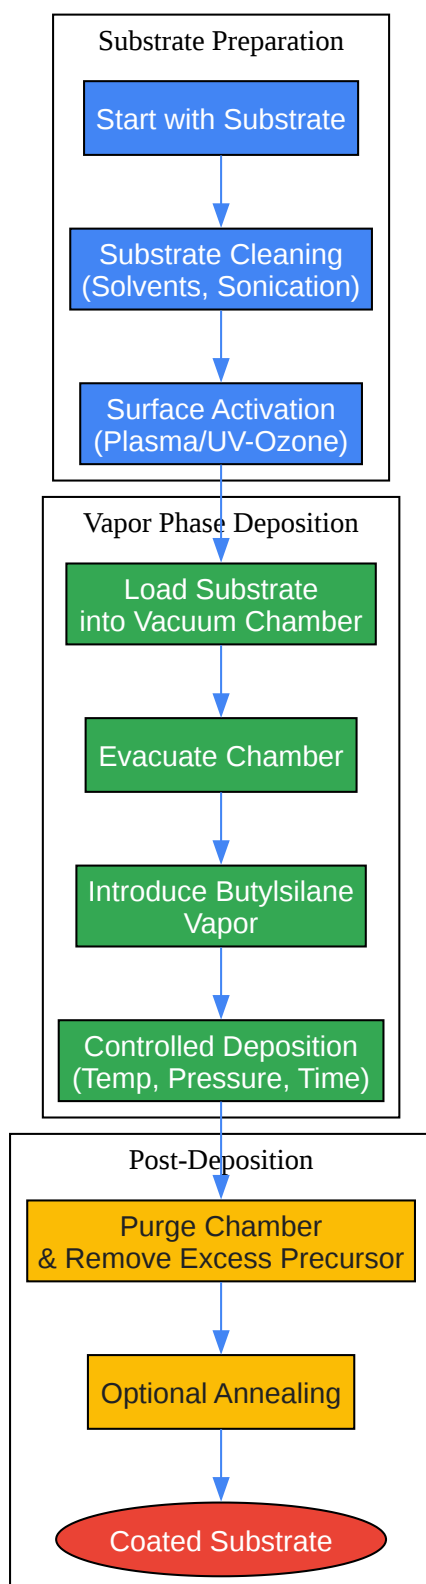 Substrate Preparation
Start with Substrate
Substrate Cleaning
(Solvents, Sonication)
Surface Activation
(Plasma/UV-Ozone)
Vapor Phase Deposition
Load Substrate
into Vacuum Chamber
Evacuate Chamber
Introduce Butylsilane
Vapor
Controlled Deposition
(Temp, Pressure, Time)
Post-Deposition
Purge Chamber
& Remove Excess Precursor
Optional Annealing
Coated Substrate